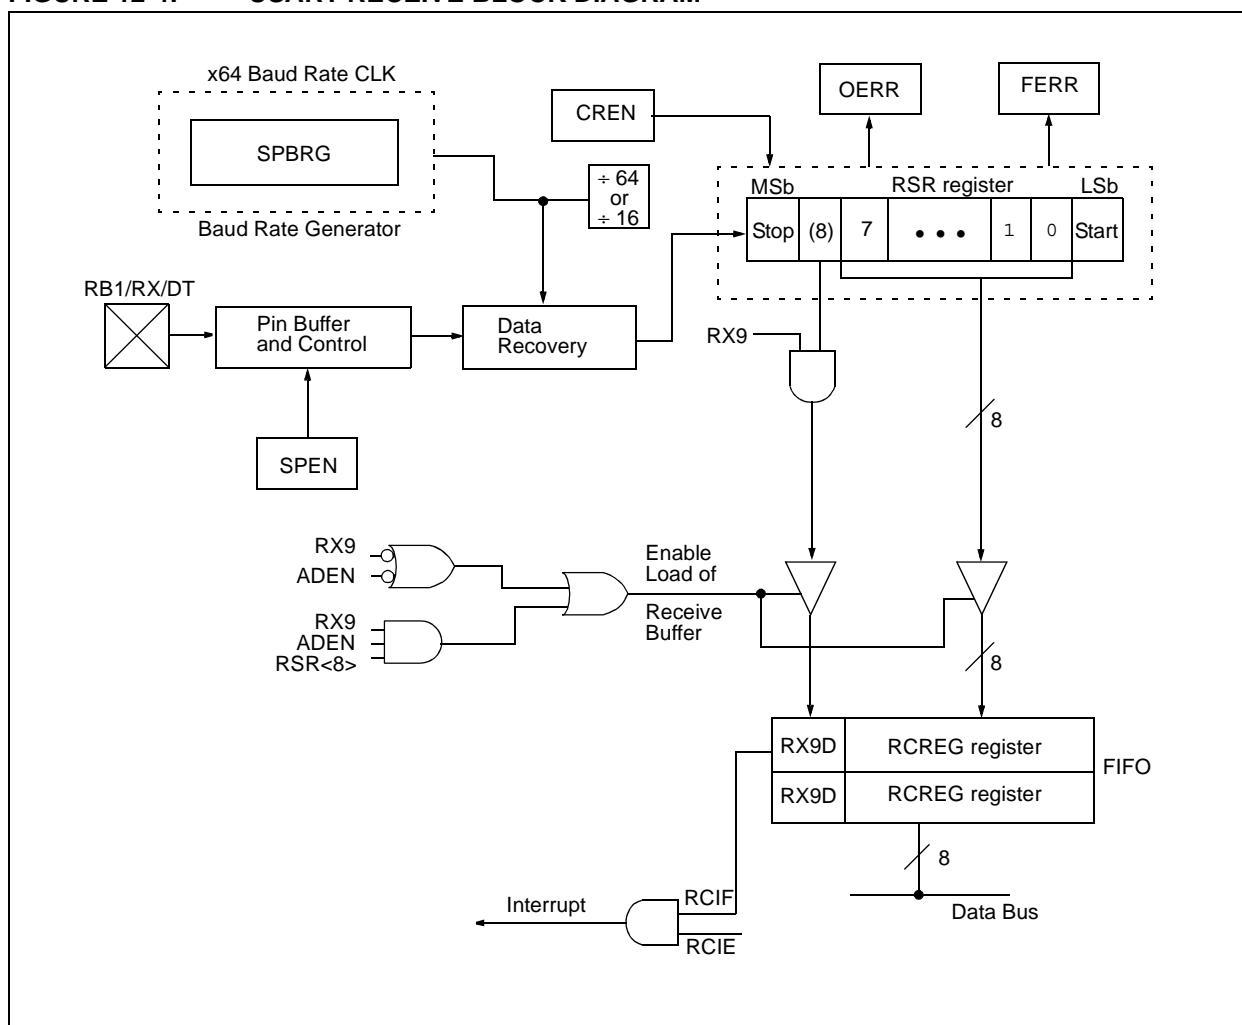 x64 Baud Rate CLK
SPBRG
Baud Rate Generator
CREN
OERR
FERR
÷ 64
or
÷ 16
MSb RSR register LSb
Stop (8) 7 • • • 1 0 Start
RB1/RX/DT
Pin Buffer
and Control
Data
Recovery
RX9
8
SPEN
RX9
ADEN
RX9
ADEN
RSR<8>
Enable
Load of
Receive
Buffer
8
RX9D RCREG register
RX9D RCREG register
FIFO
8
Data Bus
Interrupt
RCIF
RCIE